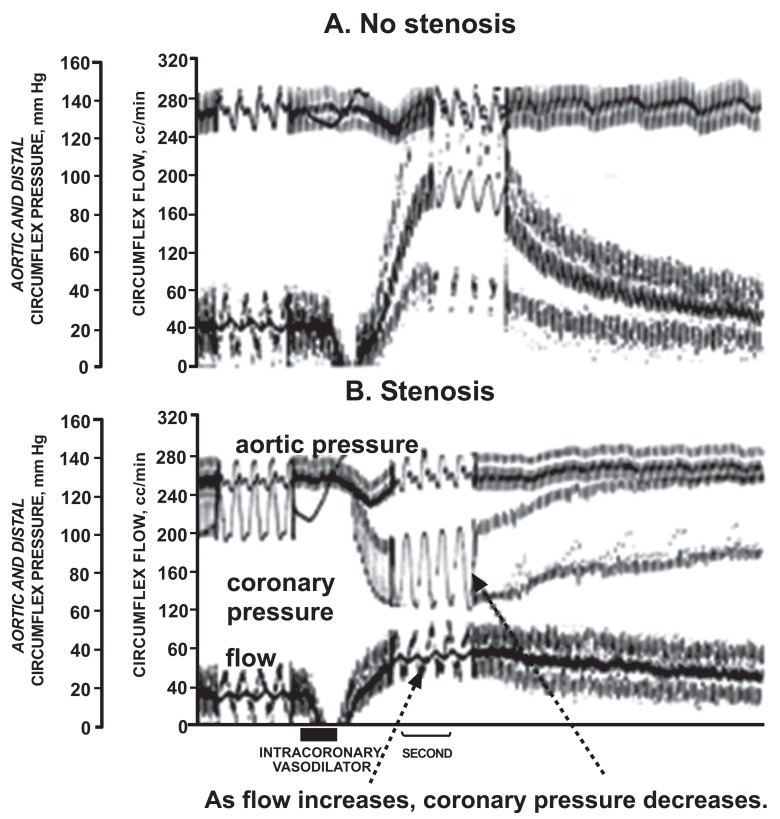 A. No stenosis
AORTIC AND DISTAL
CIRCUMFLEX PRESSURE, mm Hg
160
140
120
100
80
60
40
20
0
CIRCUMFLEX FLOW, cc/min
320
280
240
200
160
120
60
40
0
B. Stenosis
AORTIC AND DISTAL
CIRCUMFLEX PRESSURE, mm Hg
160
140
120
100
80
60
40
20
0
CIRCUMFLEX FLOW, cc/min
320
280
240
200
160
120
60
40
0
aortic pressure
coronary
pressure
flow
INTRACORONARY
VASODILATOR
SECOND
As flow increases, coronary pressure decreases.